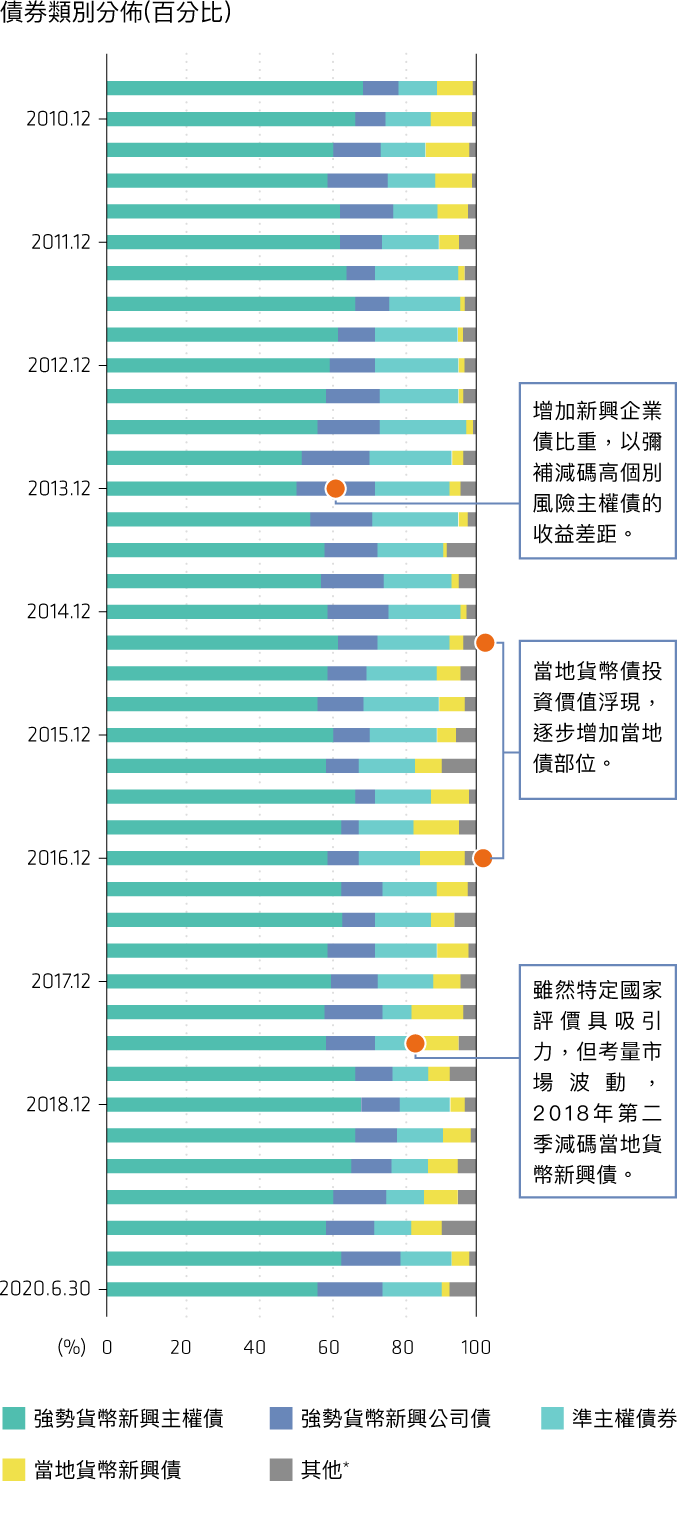 債券類別分佈(百分比)
2010.12
2011.12
2012.12
增加新興企業
債比重，以彌
補減碼高個別
風險主權債的
收益差距。
2013.12
2014.12
當地貨幣債投
資價值浮現，
逐步增加當地
債部位。
2015.12
2016.12
2017.12
雖然特定國家
評價具吸引
力，但考量市
場波動，
2018年第二
季減碼當地貨
幣新興債。
2018.12
2020.6.30
(%) 0 20 40 60 80 100
強勢貨幣新興主權債 強勢貨幣新興公司債 準主權債券
當地貨幣新興債 其他*